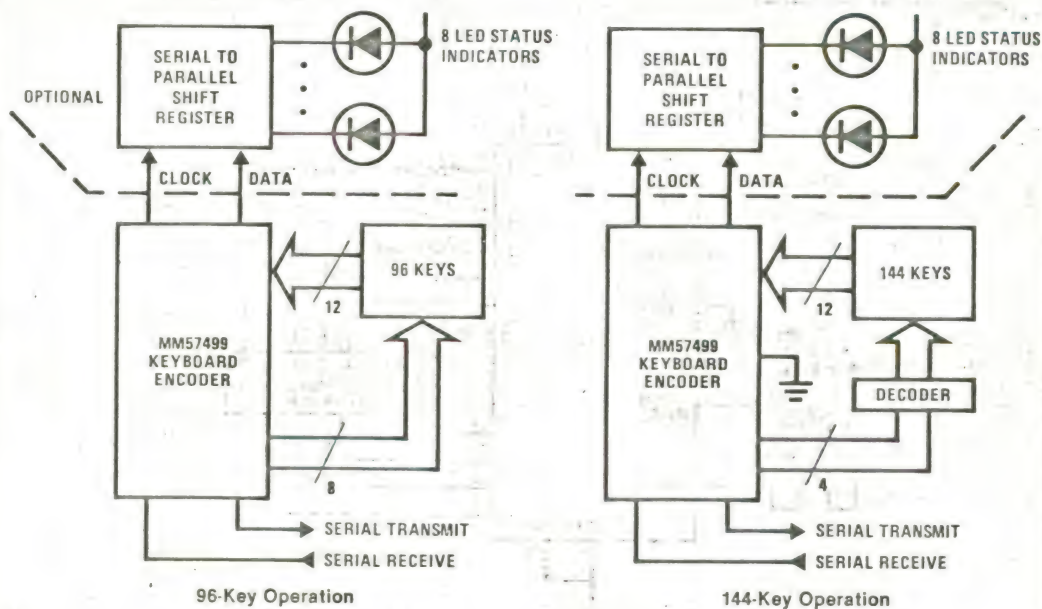 8 LED STATUS
INDICATORS
SERIAL TO
PARALLEL
SHIFT
REGISTER
OPTIONAL
CLOCK
DATA
96 KEYS
12
MM57499
KEYBOARD
ENCODER
8
SERIAL TRANSMIT
SERIAL RECEIVE
96-Key Operation
8 LED STATUS
INDICATORS
SERIAL TO
PARALLEL
SHIFT
REGISTER
CLOCK
DATA
144 KEYS
12
MM57499
KEYBOARD
ENCODER
DECODER
4
SERIAL TRANSMIT
SERIAL RECEIVE
144-Key Operation